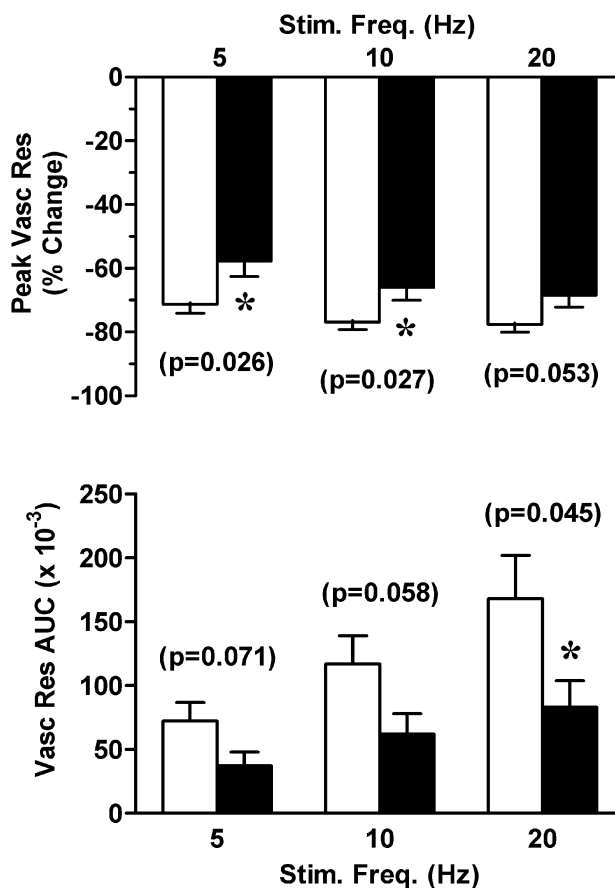 Stim. Freq. (Hz)
5 10 20
Peak Vasc Res
(% Change)
0
-20
-40
-60
-80
-100
* *
(p=0.026) (p=0.027) (p=0.053)
Vasc Res AUC (x 10⁻³)
250
200
150
100
50
0
(p=0.071) (p=0.058) (p=0.045)
*
5 10 20
Stim. Freq. (Hz)